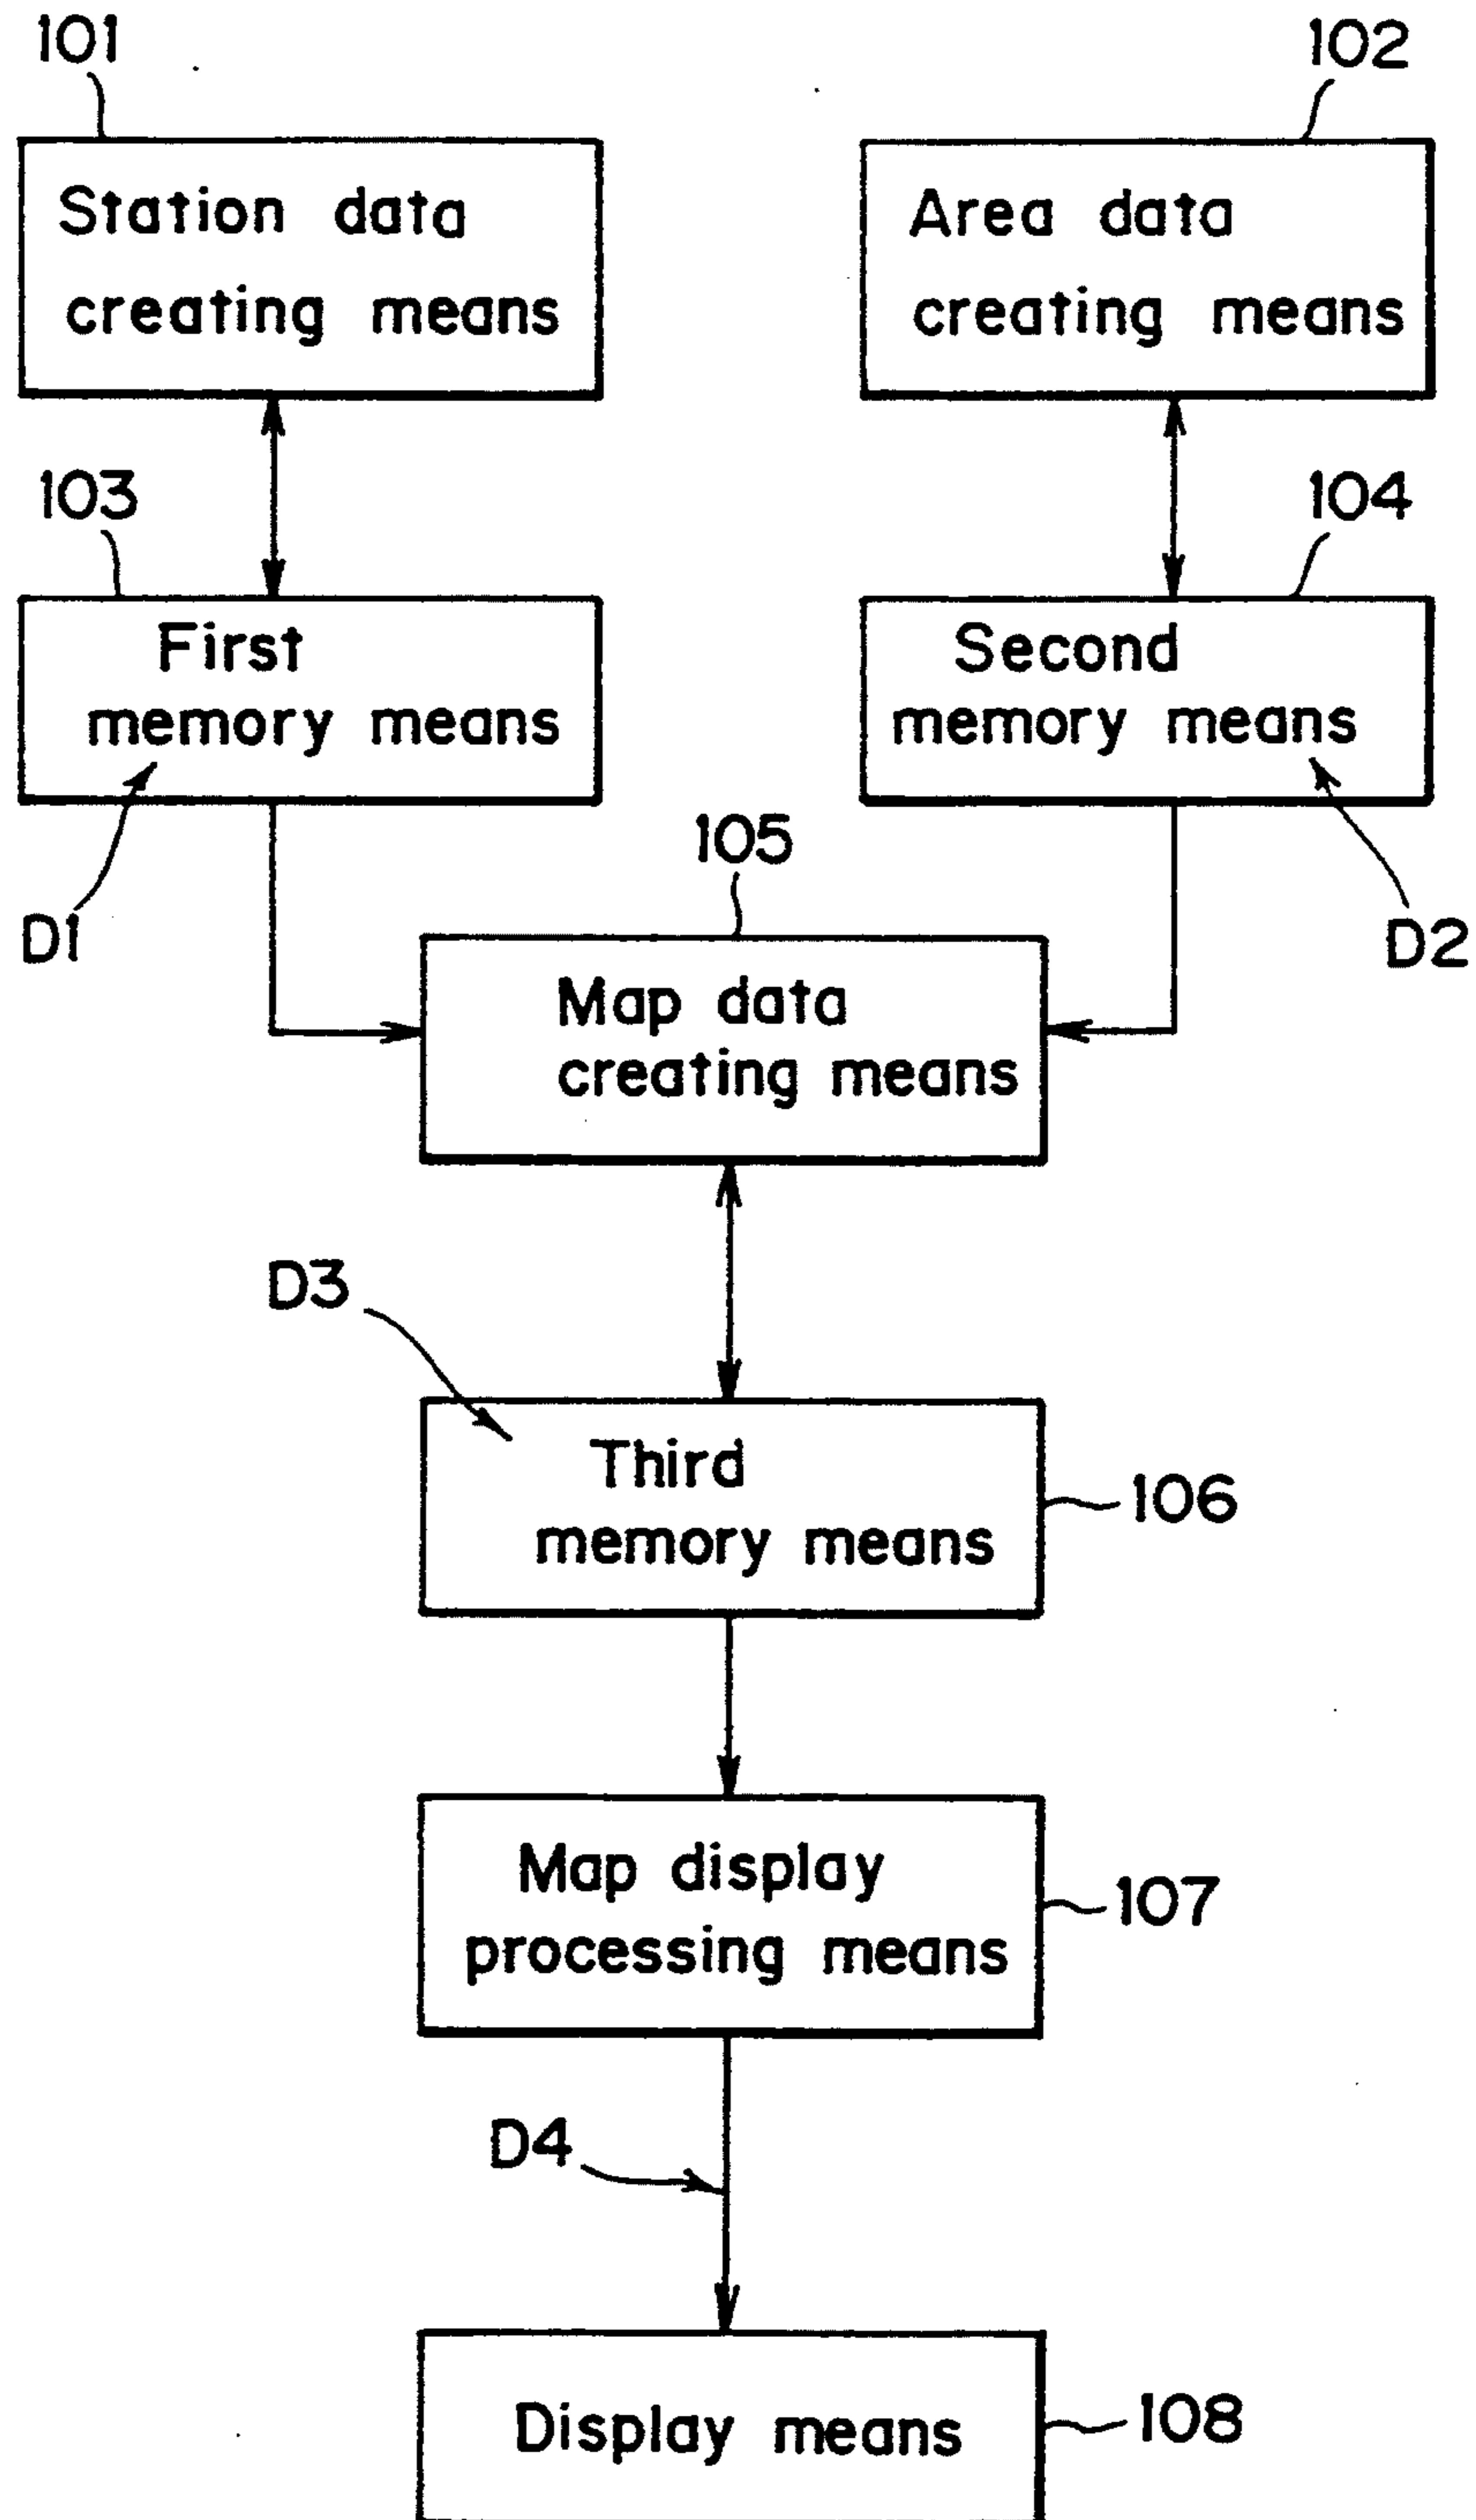 101
102
Station data
creating means
Area data
creating means
103
104
First
memory means
Second
memory means
105
D1
D2
Map data
creating means
D3
Third
memory means
106
Map display
processing means
107
D4
Display means
108